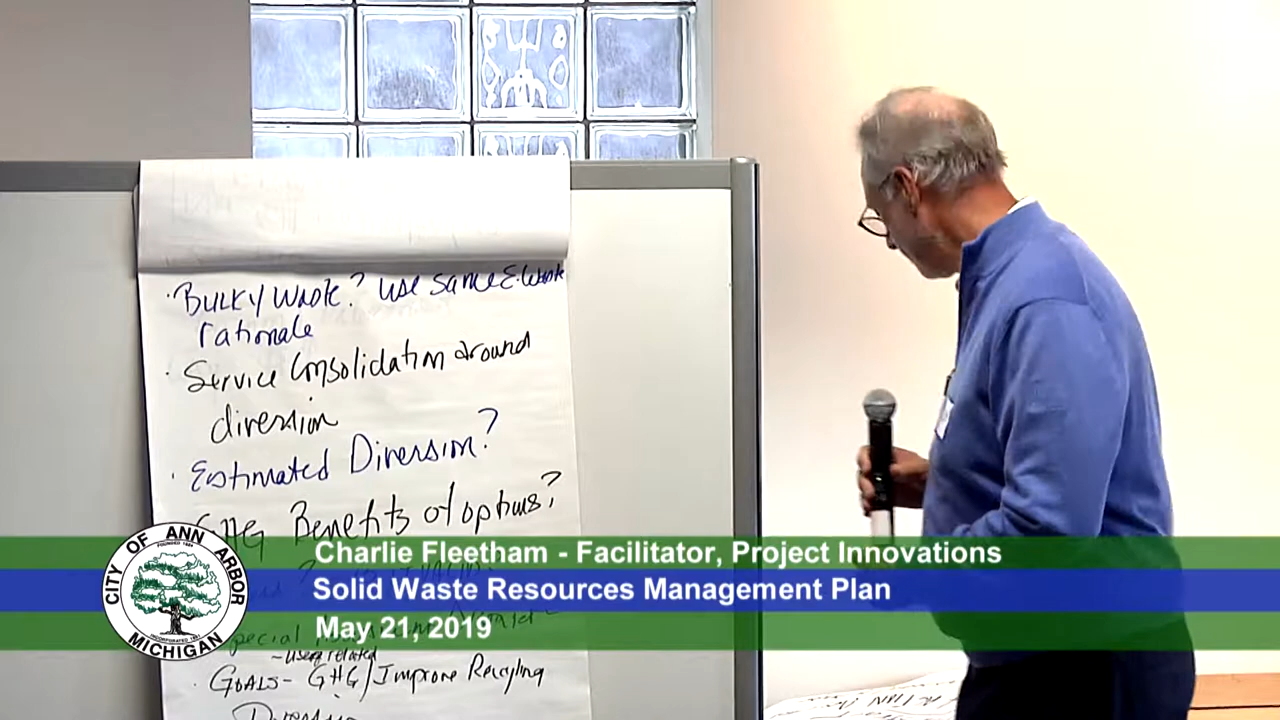 · Bulky Waste? use same E-Waste
rationale
· Service Consolidation around
diversion
· Estimated Diversion?
GHG Benefits of options?
Charlie Fleetham - Facilitator, Project Innovations
Solid Waste Resources Management Plan
May 21, 2019
CITY OF ANN ARBOR
MICHIGAN
Special
· Goals - GHG/Improve Recycling
Diversion